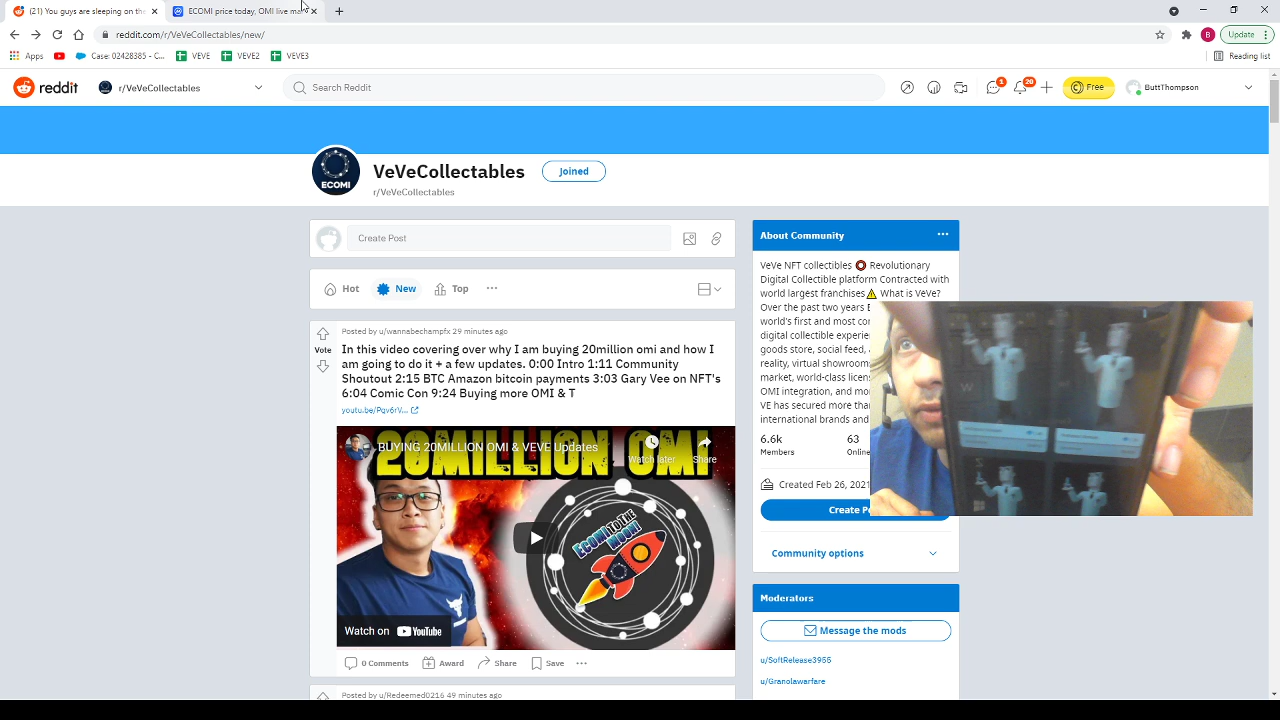 (21) You guys are sleeping on the
ECOMI price today, OMI live mar
reddit.com/r/VeVeCollectables/new/
Update
Apps
Case: 02428385 - C...
VEVE
VEVE2
VEVE3
Reading list
reddit
r/VeVeCollectables
Search Reddit
1
20
Free
ButtThompson
ECOMI
VeVeCollectables
Joined
r/VeVeCollectables
Create Post
Hot
New
Top
Posted by u/wannabechampfx 29 minutes ago
Vote
In this video covering over why I am buying 20million omi and how I
am going to do it + a few updates. 0:00 Intro 1:11 Community
Shoutout 2:15 BTC Amazon bitcoin payments 3:03 Gary Vee on NFT's
6:04 Comic Con 9:24 Buying more OMI & T
youtu.be/Pqv6rV...
BUYING 20MILLION OMI & VEVE Updates
20MILLION OMI
Watch later
Share
ECOMI TO THE
MOON!
Watch on YouTube
0 Comments
Award
Share
Save
Posted by u/Redeemed0216 49 minutes ago
About Community
VeVe NFT collectibles ⭕ Revolutionary
Digital Collectible platform Contracted with
world largest franchises⚠ What is VeVe?
Over the past two years E
world's first and most con
digital collectible experien
goods store, social feed,
reality, virtual showroom
market, world-class licens
OMI integration, and mo
VE has secured more tha
international brands and
6.6k
Members
63
Online
Created Feb 26, 2021
Create Po
Community options
Moderators
Message the mods
u/SoftRelease3955
u/Granolawarfare